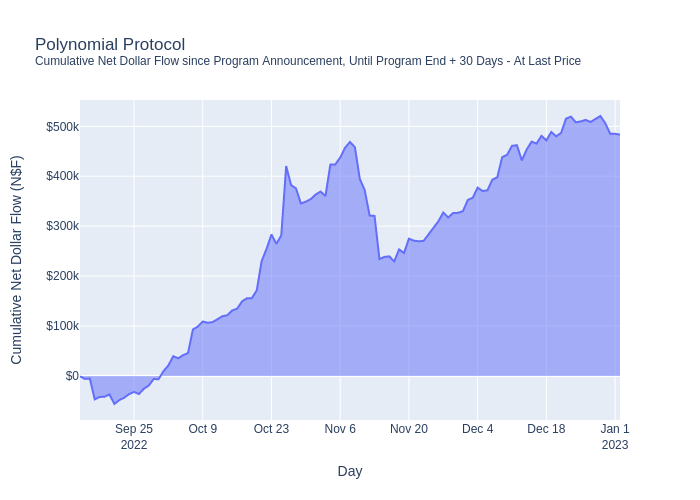 Polynomial Protocol
Cumulative Net Dollar Flow since Program Announcement, Until Program End + 30 Days - At Last Price
Cumulative Net Dollar Flow (N$F)
$500k
$400k
$300k
$200k
$100k
$0
Sep 25
2022
Oct 9
Oct 23
Nov 6
Nov 20
Dec 4
Dec 18
Jan 1
2023
Day